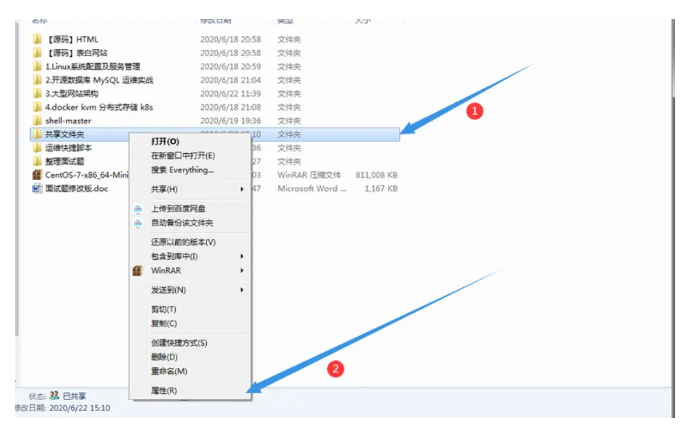 名称 修改日期 类型 大小
【源码】HTML 2020/6/18 20:58 文件夹
【源码】表白网站 2020/6/18 20:58 文件夹
1.Linux系统配置及服务管理 2020/6/18 20:59 文件夹
2.开源数据库 MySQL 运维实战 2020/6/18 21:04 文件夹
3.大型网站架构 2020/6/22 11:39 文件夹
4.docker kvm 分布式存储 k8s 2020/6/18 21:08 文件夹
shell-master 2020/6/19 19:36 文件夹
共享文件夹 15:10 文件夹
运维快捷脚本 36 文件夹
整理面试题 27 文件夹
CentOS-7-x86_64-Mini 03 WinRAR 压缩文件 811,008 KB
面试题修改版.doc 47 Microsoft Word ... 1,167 KB
打开(O)
在新窗口中打开(E)
搜索 Everything...
共享(H)
上传到百度网盘
自动备份该文件夹
还原以前的版本(V)
包含到库中(I)
WinRAR
发送到(N)
剪切(T)
复制(C)
创建快捷方式(S)
删除(D)
重命名(M)
属性(R)
1
2
状态: 已共享
修改日期: 2020/6/22 15:10